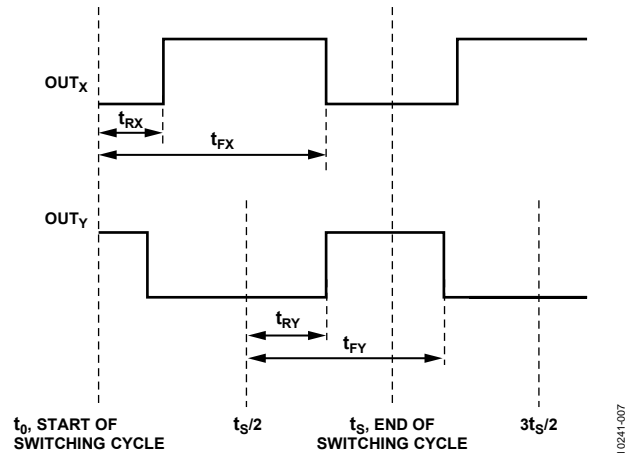 OUTX
tRX
tFX
OUTY
tRY
tFY
t0, START OF
SWITCHING CYCLE
tS/2
tS, END OF
SWITCHING CYCLE
3tS/2
10241-007